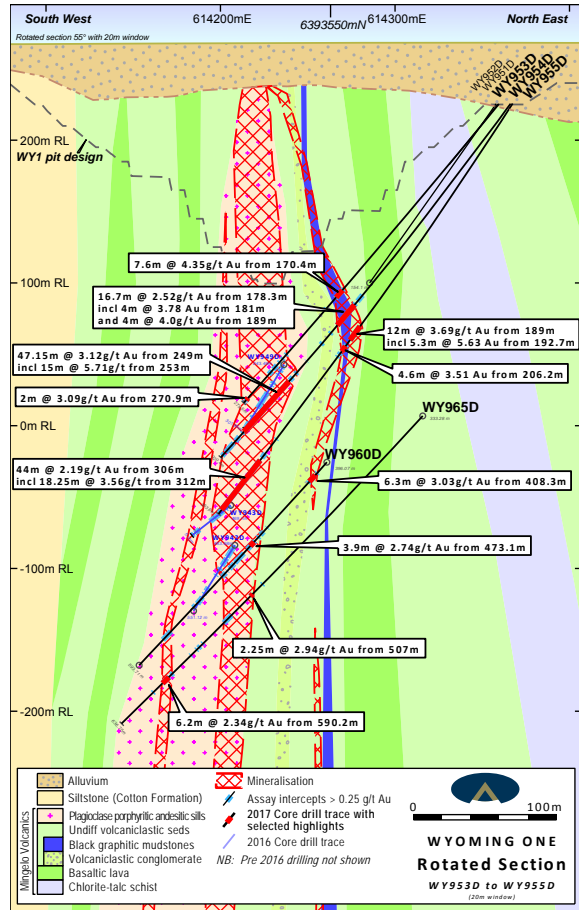 South West
614200mE
6393550mN
614300mE
North East
Rotated section 55° with 20m window
WY952D
WY951D
WY953D
WY954D
WY955D
200m RL
WY1 pit design
100m RL
7.6m @ 4.35g/t Au from 170.4m
16.7m @ 2.52g/t Au from 178.3m
incl 4m @ 3.78 Au 181m
and 4m @ 4.0g/t Au 189m
12m @ 3.69g/t Au from 189m
incl 5.3m @ 5.63 Au 192.7m
47.15m @ 3.12g/t Au from 249m
incl 15m @ 5.71g/t from 253m
4.6m @ 3.51 Au 206.2m
WY949D
2m @ 3.09g/t Au from 270.9m
WY965D
0m RL
WY960D
44m @ 2.19g/t Au from 306m
incl 18.25m @ 3.56g/t from 312m
6.3m @ 3.03g/t Au from 408.3m
WY943D
WY942D
3.9m @ 2.74g/t Au from 473.1m
-100m RL
2.25m @ 2.94g/t Au from 507m
-200m RL
6.2m @ 2.34g/t Au from 590.2m
Alluvium
Siltstone (Cotton Formation)
Mingelo Volcanics
Plagioclase porphyritic andesitic sills
Undiff volcaniclastic seds
Black graphitic mudstones
Volcaniclastic conglomerate
Basaltic lava
Chlorite-talc schist
Mineralisation
Assay intercepts > 0.25 g/t Au
2017 Core drill trace with
selected highlights
2016 Core drill trace
NB: Pre 2016 drilling not shown
0 100m
WYOMING ONE
Rotated Section
WY953D to WY955D
(20m window)